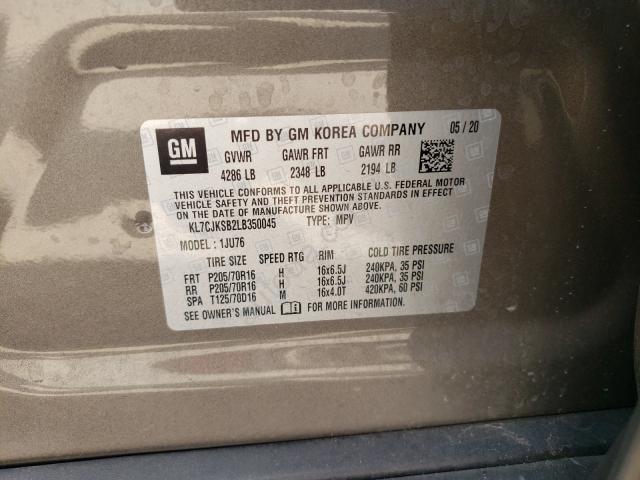 GM MFD BY GM KOREA COMPANY 05/20
GVWR GAWR FRT GAWR RR
4286 LB 2348 LB 2194 LB
THIS VEHICLE CONFORMS TO ALL APPLICABLE U.S. FEDERAL MOTOR
VEHICLE SAFETY AND THEFT PREVENTION STANDARDS IN EFFECT
ON THE DATE OF MANUFACTURE SHOWN ABOVE.
KL7CJKSB2LB350045 TYPE: MPV
MODEL: 1JU76
TIRE SIZE SPEED RTG RIM COLD TIRE PRESSURE
FRT P205/70R16 H 16x6.5J 240KPA, 35 PSI
RR P205/70R16 H 16x6.5J 240KPA, 35 PSI
SPA T125/70D16 M 16x4.0T 420KPA, 60 PSI
SEE OWNER'S MANUAL FOR MORE INFORMATION.